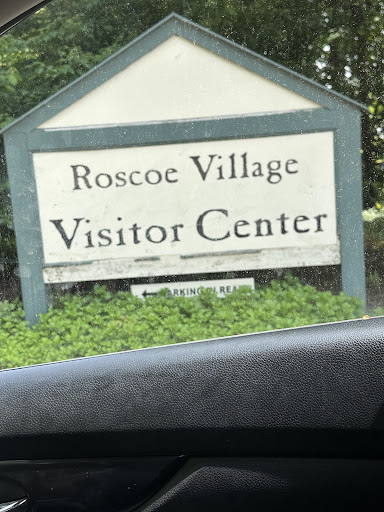 Roscoe Village
Visitor Center
PARKING IN REAR